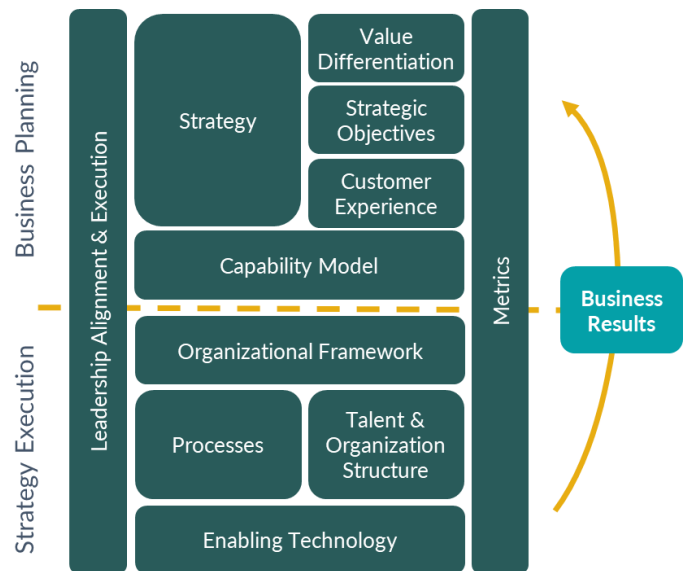 Business Planning
Strategy Execution
Leadership Alignment & Execution
Strategy
Value
Differentiation
Strategic
Objectives
Customer
Experience
Capability Model
Organizational Framework
Processes
Talent &
Organization
Structure
Enabling Technology
Metrics
Business
Results